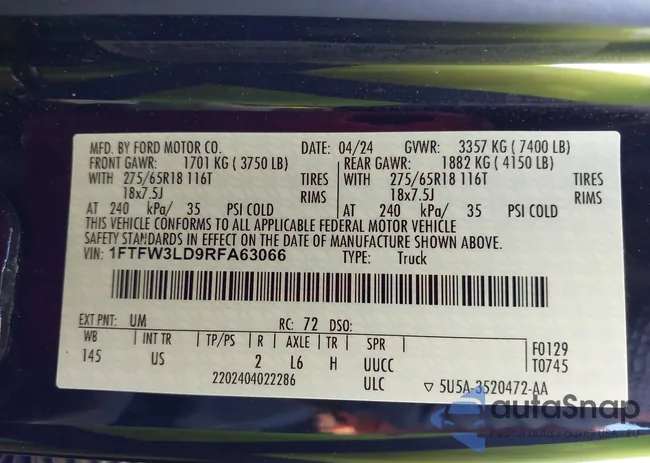 MFD. BY FORD MOTOR CO. DATE: 04/24 GVWR: 3357 KG (7400 LB)
FRONT GAWR: 1701 KG (3750 LB) REAR GAWR: 1882 KG (4150 LB)
WITH 275/65R18 116T TIRES WITH 275/65R18 116T TIRES
18x7.5J RIMS 18x7.5J RIMS
AT 240 kPa/ 35 PSI COLD AT 240 kPa/ 35 PSI COLD
THIS VEHICLE CONFORMS TO ALL APPLICABLE FEDERAL MOTOR VEHICLE
SAFETY STANDARDS IN EFFECT ON THE DATE OF MANUFACTURE SHOWN ABOVE.
VIN: 1FTFW3LD9RFA63066 TYPE: Truck
EXT PNT: UM RC: 72 DSO:
WB INT TR TP/PS R AXLE TR SPR F0129
145 US 2 L6 H UUCC T0745
2202404022286 ULC ▽ 5U5A-3520472-AA
autoSnap